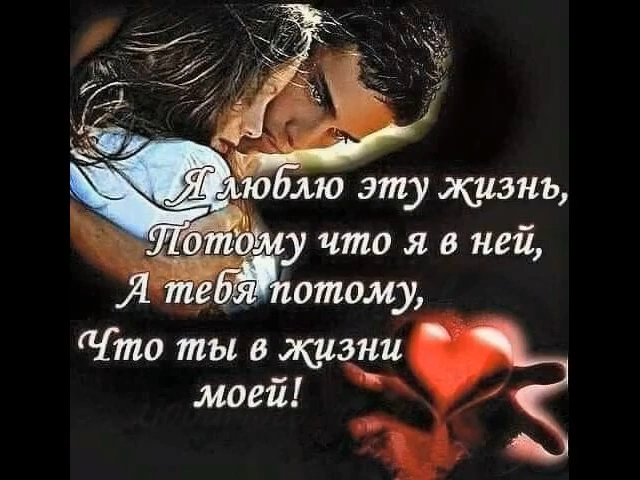 Я люблю эту жизнь,
Потому что я в ней,
А тебя потому,
Что ты в жизни
моей!